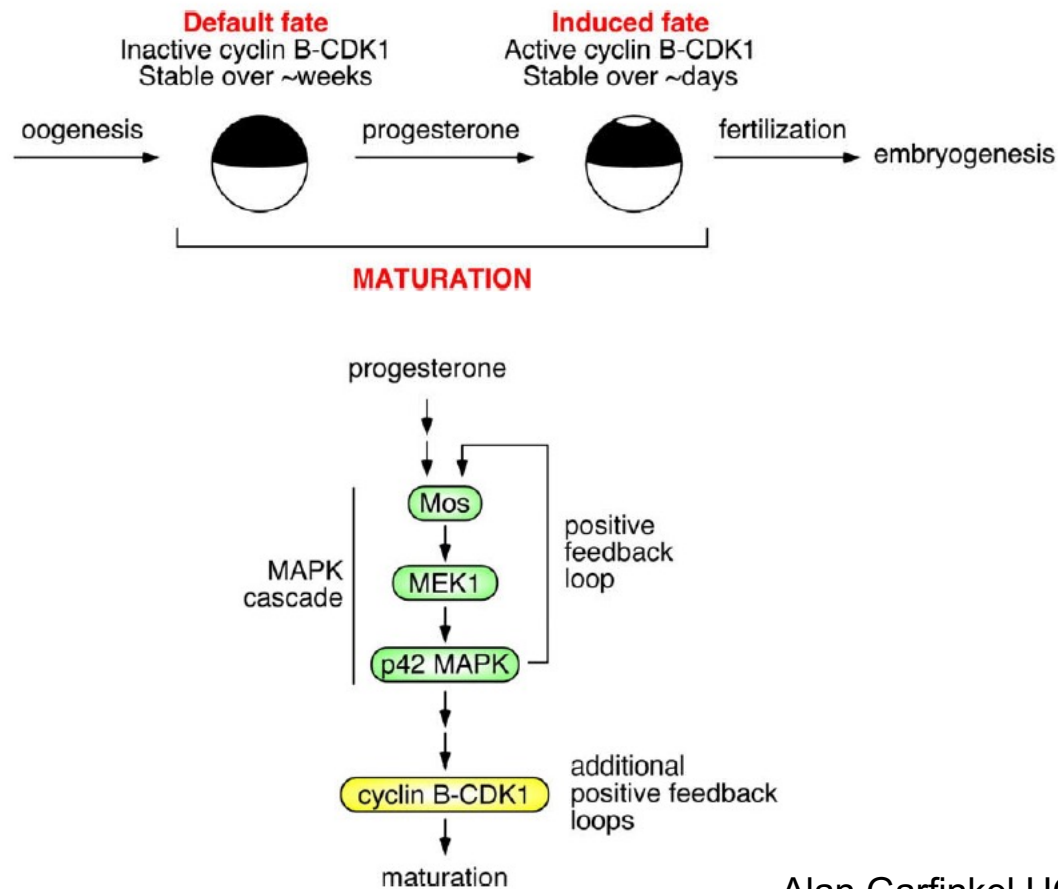 Default fate
Inactive cyclin B-CDK1
Stable over ~weeks
Induced fate
Active cyclin B-CDK1
Stable over ~days
oogenesis
progesterone
fertilization
embryogenesis
MATURATION
progesterone
Mos
MEK1
p42 MAPK
MAPK
cascade
positive
feedback
loop
cyclin B-CDK1
additional
positive feedback
loops
maturation
Alan Garfinkel